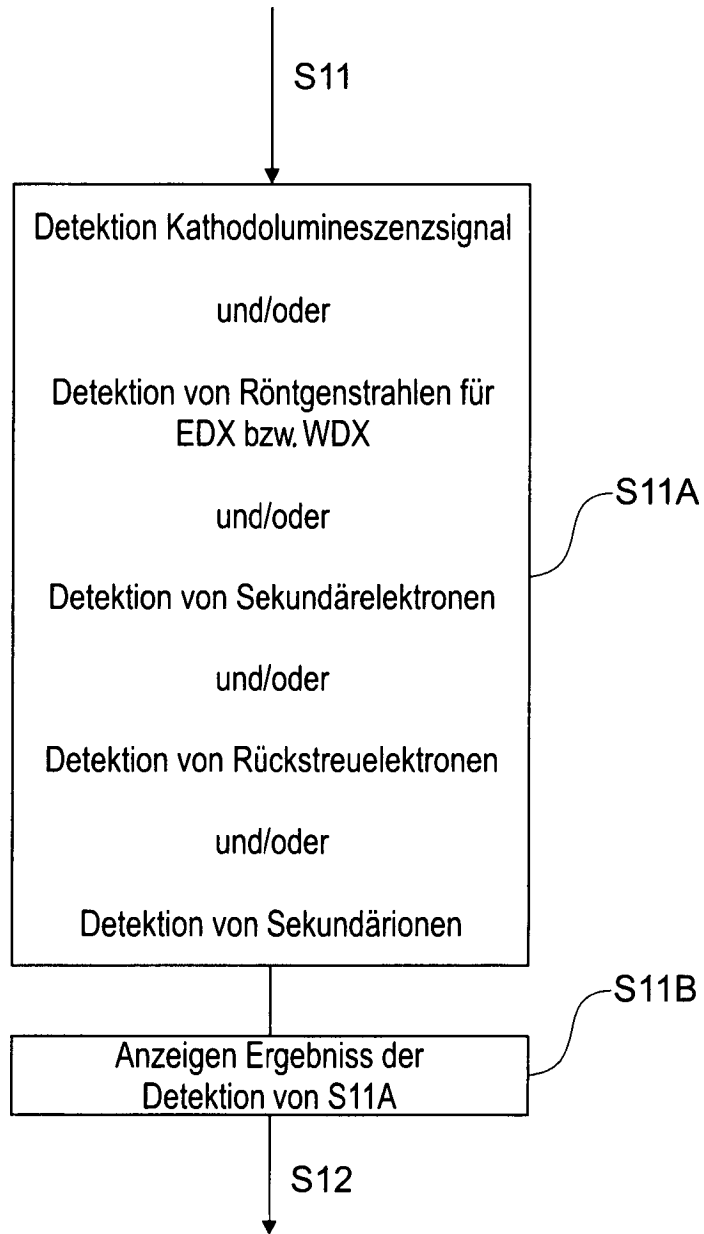 S11
Detektion Kathodolumineszenzsignal
und/oder
Detektion von Röntgenstrahlen für
EDX bzw. WDX
und/oder
S11A
Detektion von Sekundärelektronen
und/oder
Detektion von Rückstreuelektronen
und/oder
Detektion von Sekundärionen
S11B
Anzeigen Ergebniss der
Detektion von S11A
S12